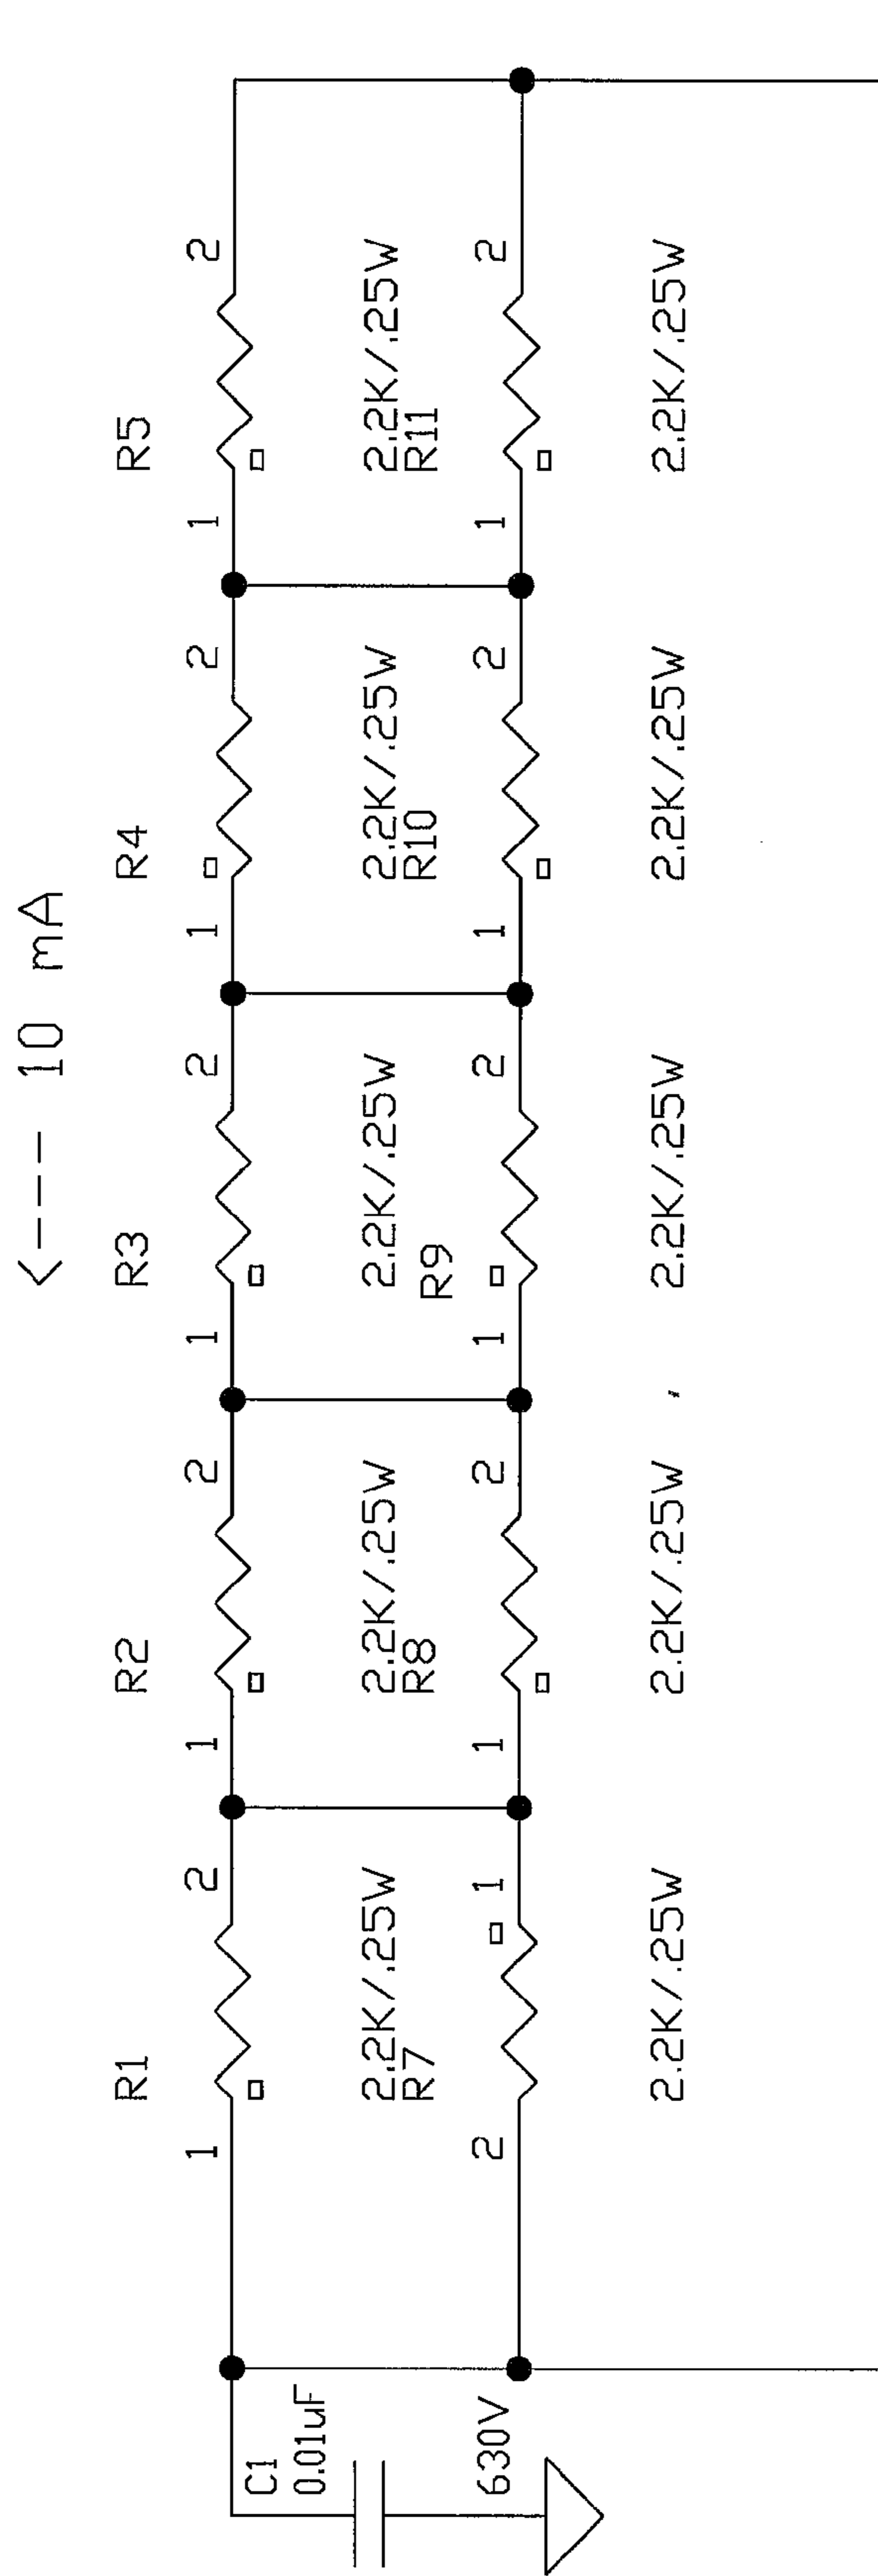 <--- 10 mA
R1 R2 R3 R4 R5
1 2 1 2 1 2 1 2 1 2
C1
0.01uF
2.2K/.25W 2.2K/.25W 2.2K/.25W 2.2K/.25W 2.2K/.25W
R7 R8 R9 R10 R11
630V
2 1 1 2 1 2 1 2 1 2
2.2K/.25W 2.2K/.25W 2.2K/.25W 2.2K/.25W 2.2K/.25W